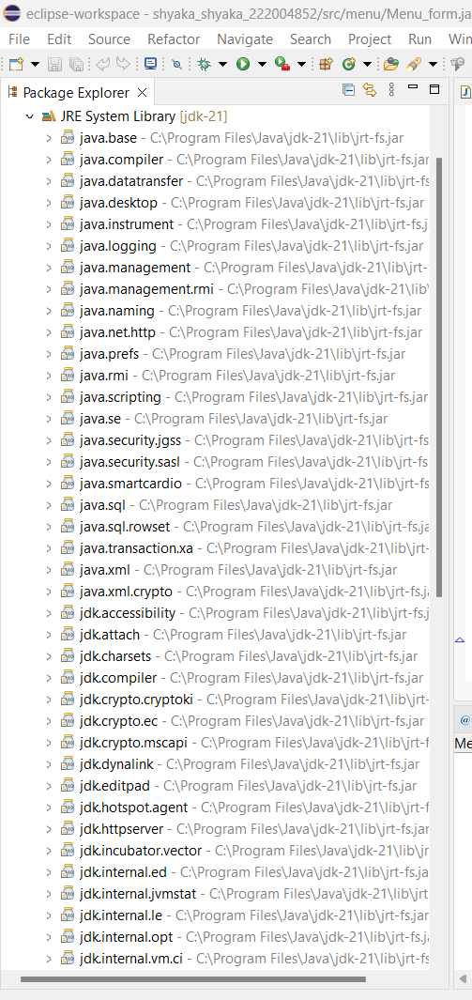 eclipse-workspace - shyaka_shyaka_222004852/src/menu/Menu_form.ja
File Edit Source Refactor Navigate Search Project Run Win
Package Explorer
JRE System Library [jdk-21]
java.base - C:\Program Files\Java\jdk-21\lib\jrt-fs.jar
java.compiler - C:\Program Files\Java\jdk-21\lib\jrt-fs.jar
java.datatransfer - C:\Program Files\Java\jdk-21\lib\jrt-fs.jar
java.desktop - C:\Program Files\Java\jdk-21\lib\jrt-fs.jar
java.instrument - C:\Program Files\Java\jdk-21\lib\jrt-fs.ja
java.logging - C:\Program Files\Java\jdk-21\lib\jrt-fs.jar
java.management - C:\Program Files\Java\jdk-21\lib\jrt-fs
java.management.rmi - C:\Program Files\Java\jdk-21\lib\
java.naming - C:\Program Files\Java\jdk-21\lib\jrt-fs.jar
java.net.http - C:\Program Files\Java\jdk-21\lib\jrt-fs.jar
java.prefs - C:\Program Files\Java\jdk-21\lib\jrt-fs.jar
java.rmi - C:\Program Files\Java\jdk-21\lib\jrt-fs.jar
java.scripting - C:\Program Files\Java\jdk-21\lib\jrt-fs.jar
java.se - C:\Program Files\Java\jdk-21\lib\jrt-fs.jar
java.security.jgss - C:\Program Files\Java\jdk-21\lib\jrt-fs
java.security.sasl - C:\Program Files\Java\jdk-21\lib\jrt-fs.j
java.smartcardio - C:\Program Files\Java\jdk-21\lib\jrt-fs
java.sql - C:\Program Files\Java\jdk-21\lib\jrt-fs.jar
java.sql.rowset - C:\Program Files\Java\jdk-21\lib\jrt-fs.jar
java.transaction.xa - C:\Program Files\Java\jdk-21\lib\jrt-f
java.xml - C:\Program Files\Java\jdk-21\lib\jrt-fs.jar
java.xml.crypto - C:\Program Files\Java\jdk-21\lib\jrt-fs.ja
jdk.accessibility - C:\Program Files\Java\jdk-21\lib\jrt-fs.j
jdk.attach - C:\Program Files\Java\jdk-21\lib\jrt-fs.jar
jdk.charsets - C:\Program Files\Java\jdk-21\lib\jrt-fs.jar
jdk.compiler - C:\Program Files\Java\jdk-21\lib\jrt-fs.jar
jdk.crypto.cryptoki - C:\Program Files\Java\jdk-21\lib\jrt-
jdk.crypto.ec - C:\Program Files\Java\jdk-21\lib\jrt-fs.jar
jdk.crypto.mscapi - C:\Program Files\Java\jdk-21\lib\jrt-fs
jdk.dynalink - C:\Program Files\Java\jdk-21\lib\jrt-fs.jar
jdk.editpad - C:\Program Files\Java\jdk-21\lib\jrt-fs.jar
jdk.hotspot.agent - C:\Program Files\Java\jdk-21\lib\jrt-fs
jdk.httpserver - C:\Program Files\Java\jdk-21\lib\jrt-fs.jar
jdk.incubator.vector - C:\Program Files\Java\jdk-21\lib\jrt
jdk.internal.ed - C:\Program Files\Java\jdk-21\lib\jrt-fs.jar
jdk.internal.jvmstat - C:\Program Files\Java\jdk-21\lib\jrt
jdk.internal.le - C:\Program Files\Java\jdk-21\lib\jrt-fs.jar
jdk.internal.opt - C:\Program Files\Java\jdk-21\lib\jrt-fs.ja
jdk.internal.vm.ci - C:\Program Files\Java\jdk-21\lib\jrt-fs
@
Me